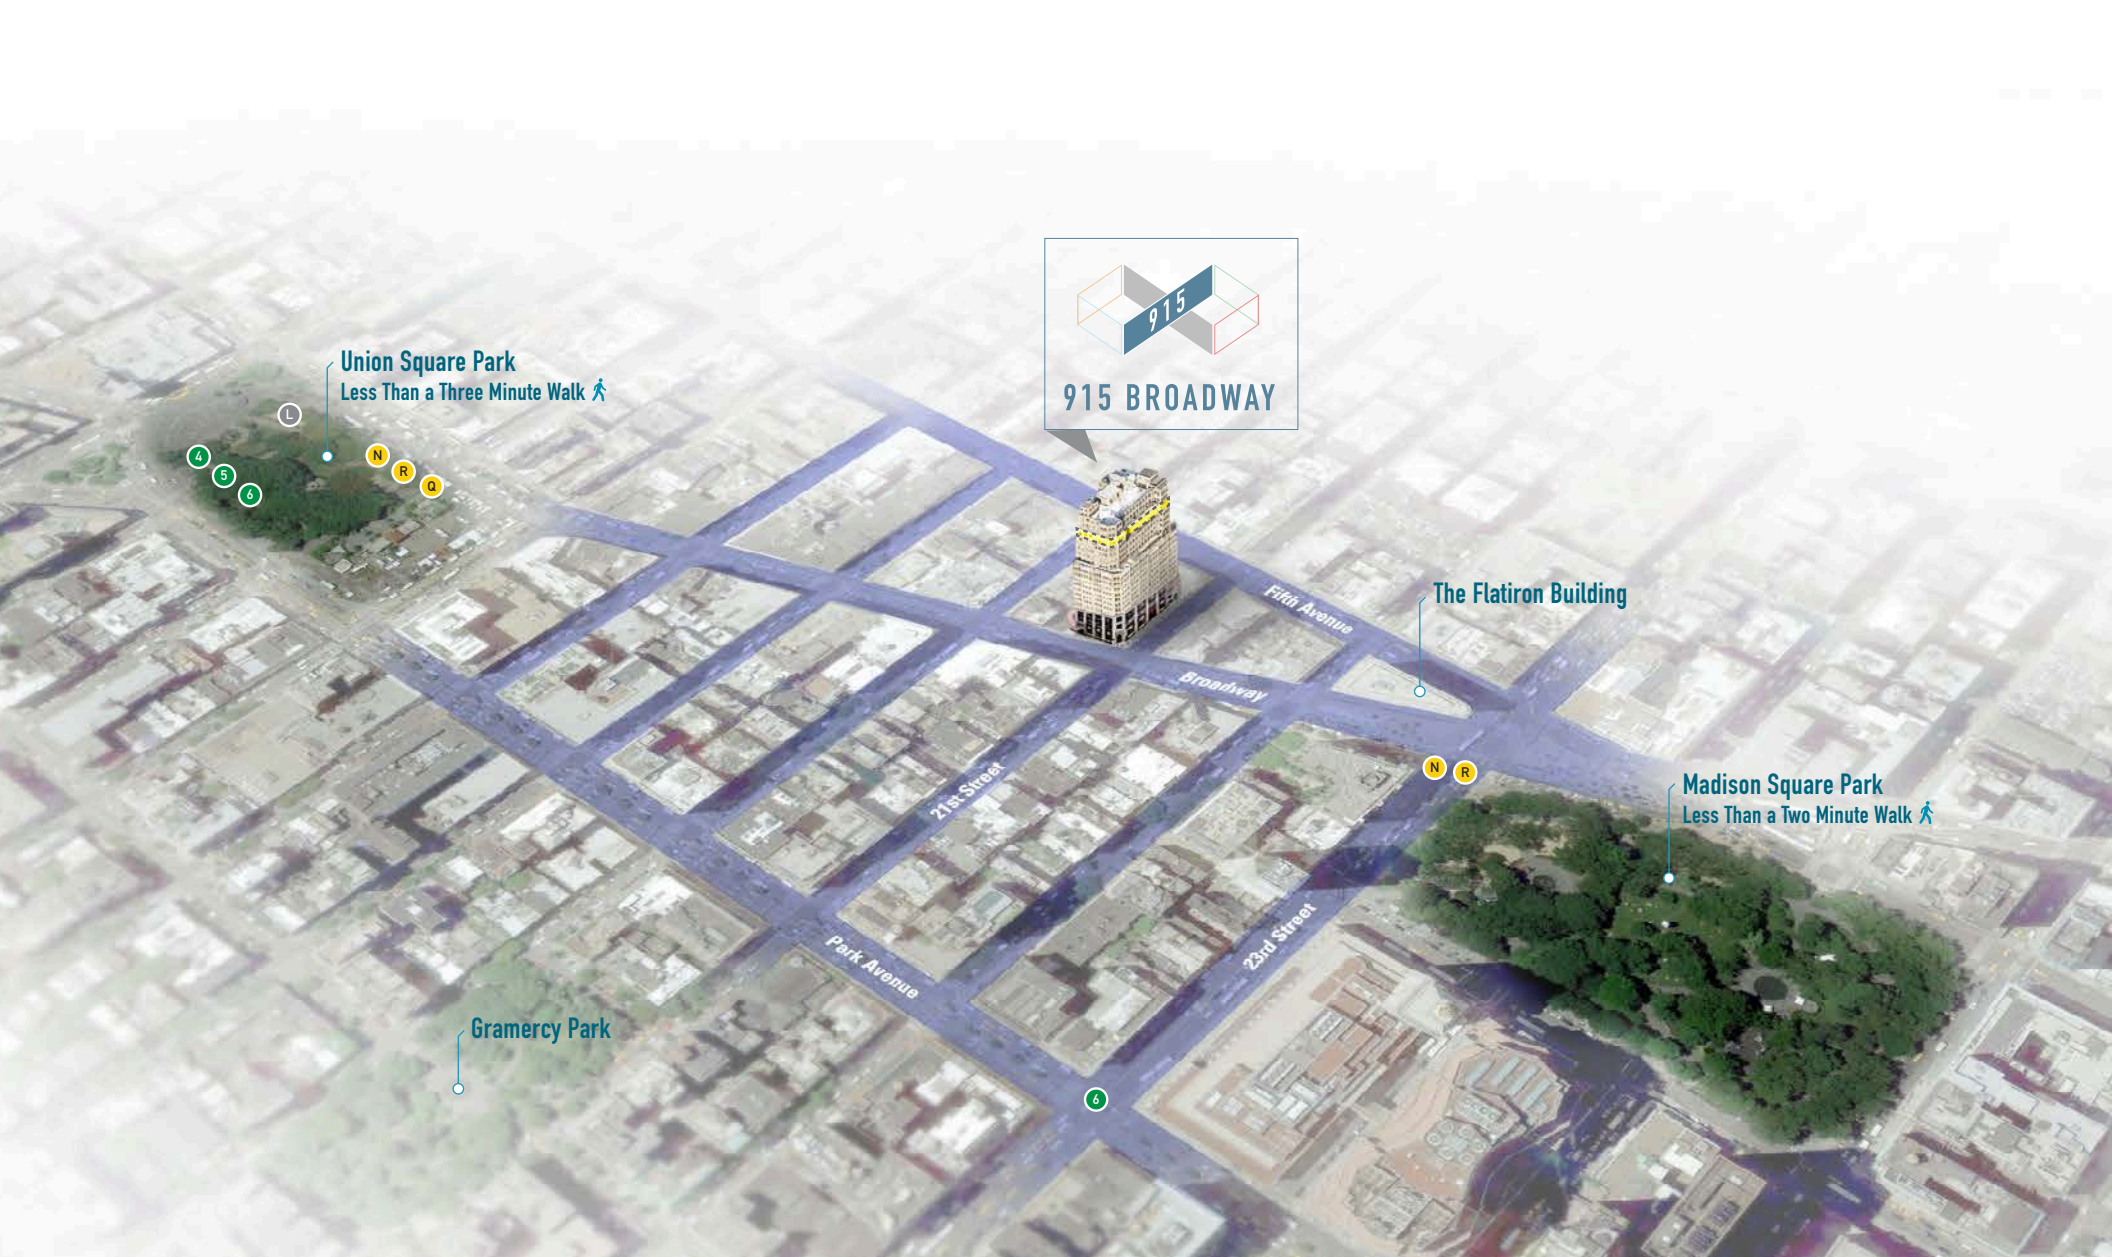 915
915 BROADWAY
Union Square Park
Less Than a Three Minute Walk
L
4
5
6
N
R
Q
The Flatiron Building
Fifth Avenue
Broadway
N
R
Madison Square Park
Less Than a Two Minute Walk
21st Street
23rd Street
Park Avenue
Gramercy Park
6